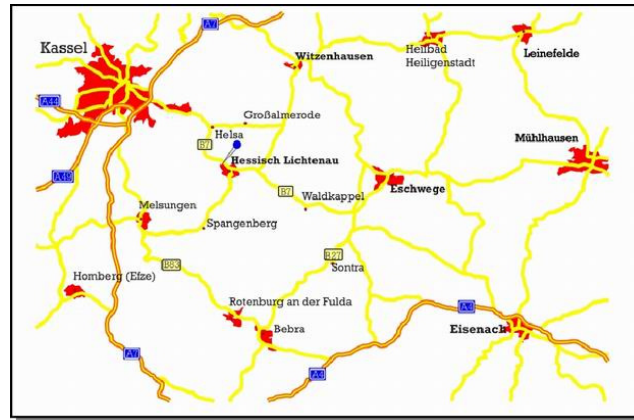 A7
Kassel
Witzenhausen
Heilbad
Heiligenstadt
Leinefelde
A44
Großalmerode
Helsa
B7
Hessisch Lichtenau
Mühlhausen
A49
B7
Waldkappel
Eschwege
Melsungen
Spangenberg
B27
Sontra
B83
Homberg (Efze)
Rotenburg an der Fulda
A4
Bebra
Eisenach
A7
A4